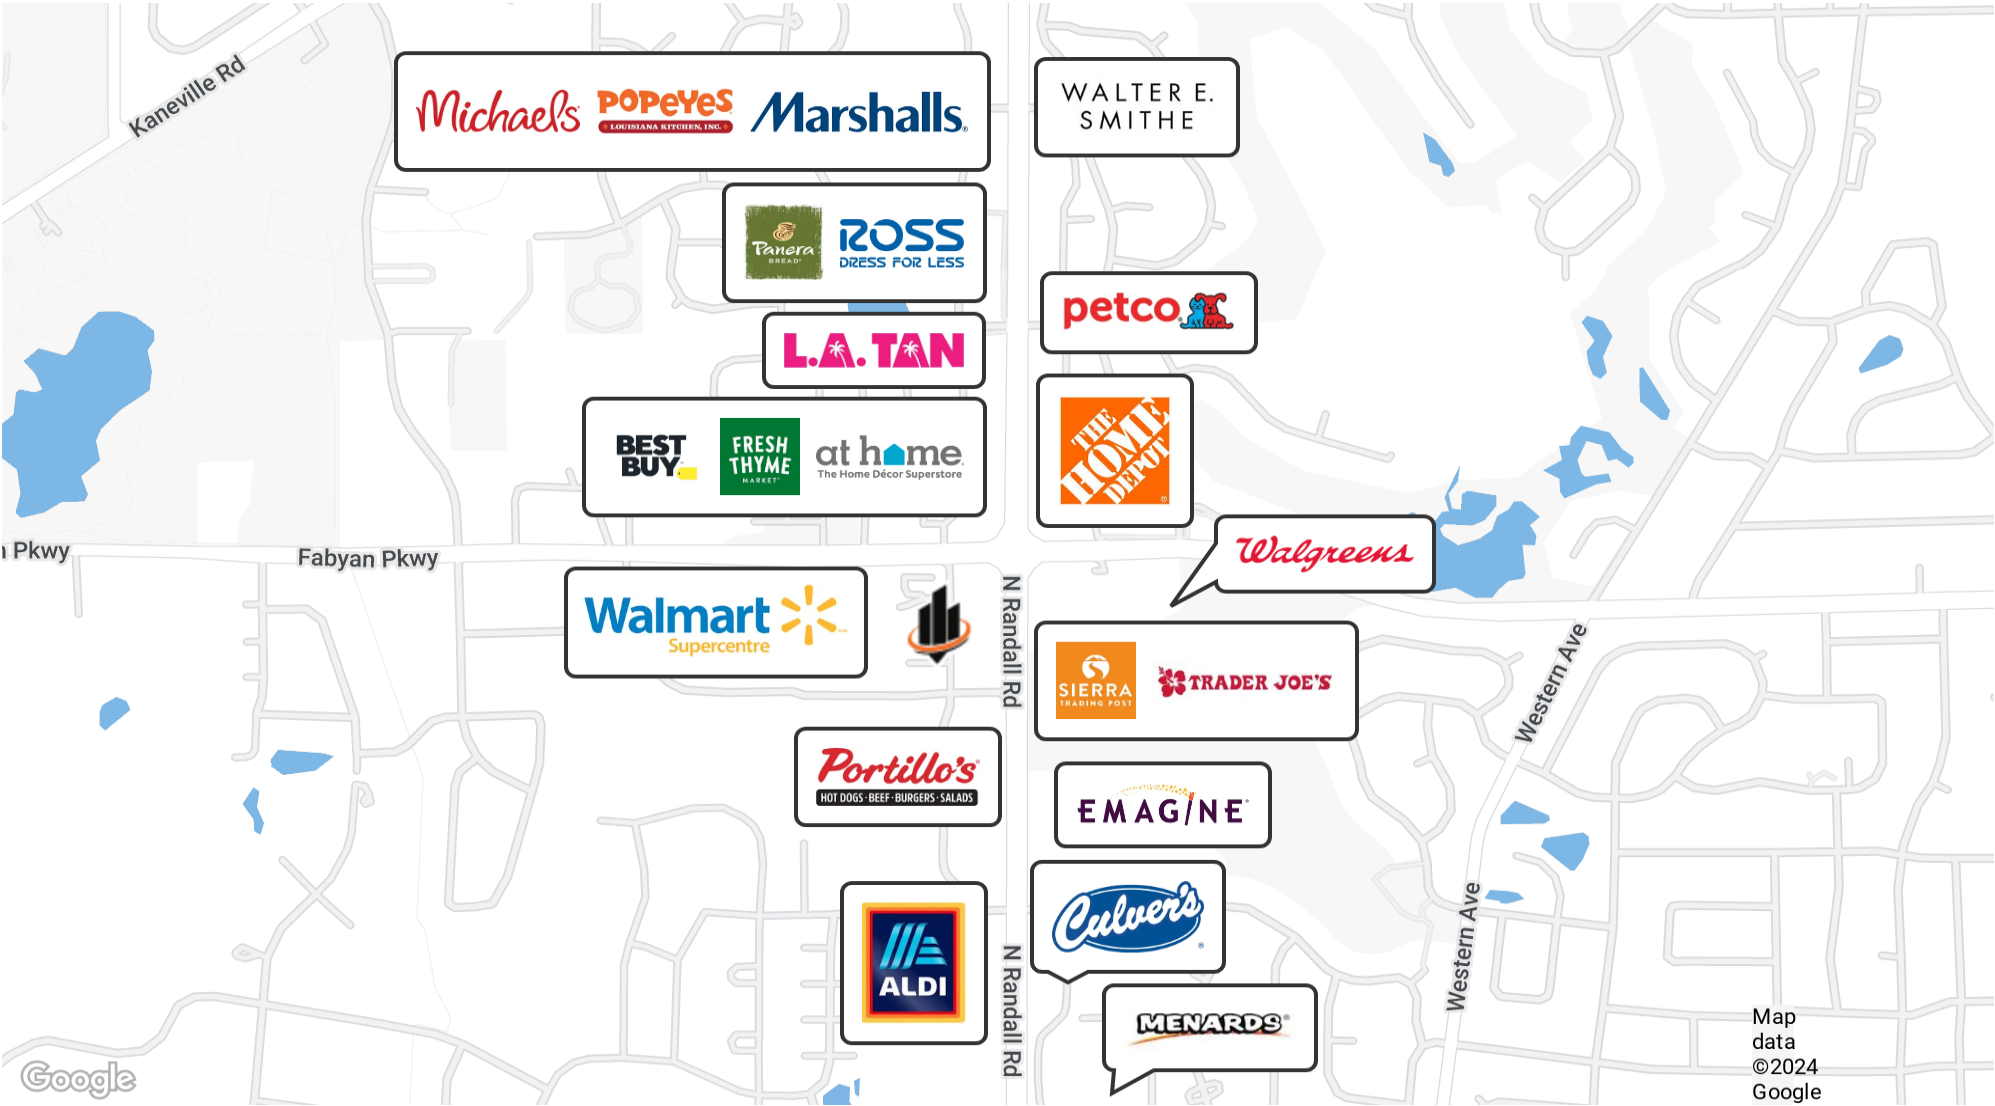 Kaneville Rd
Michaels
POPEYES
LOUISIANA KITCHEN, INC.
Marshalls.
WALTER E.
SMITHE
Panera
BREAD
ROSS
DRESS FOR LESS
petco
L.A. TAN
BEST
BUY
FRESH
THYME
MARKET
at home.
The Home Décor Superstore
THE
HOME
DEPOT
n Pkwy
Fabyan Pkwy
Walgreens
Walmart
Supercentre
N Randall Rd
SIERRA
TRADING POST
TRADER JOE'S
Western Ave
Portillo's
HOT DOGS · BEEF · BURGERS · SALADS
EMAGINE
Culver's
ALDI
N Randall Rd
Western Ave
MENARDS
Map
data
©2024
Google
Google